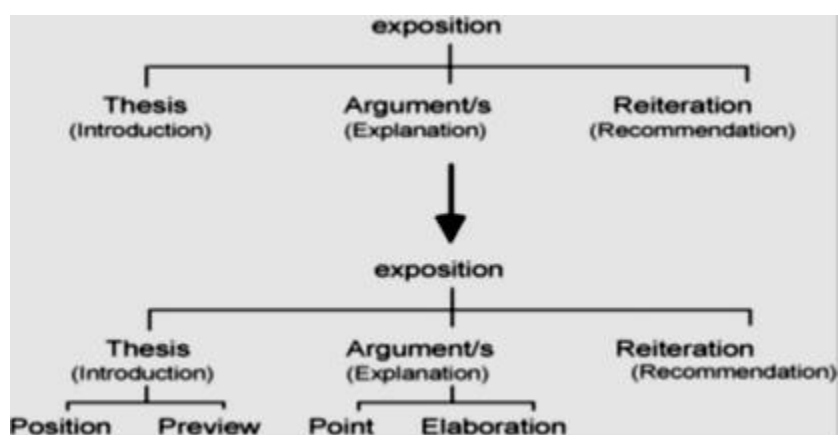 exposition
Thesis Argument/s Reiteration
(Introduction) (Explanation) (Recommendation)
exposition
Thesis Argument/s Reiteration
(Introduction) (Explanation) (Recommendation)
Position Preview Point Elaboration